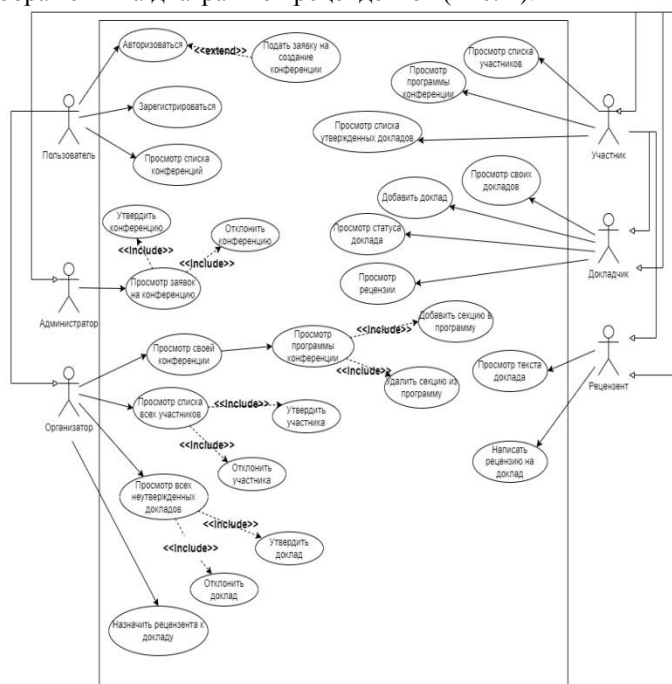 Авторизоваться
<<extend>>
Подать заявку на
создание
конференции
Зарегистрироваться
Просмотр списка
конференций
Пользователь
Просмотр списка
участников
Просмотр
программы
конференции
Просмотр списка
утвержденных докладов
Участник
Утвердить
конференцию
Отклонить
конференцию
<<include>>
<<include>>
Просмотр заявок
на конференцию
Администратор
Просмотр своих
докладов
Добавить доклад
Просмотр статуса
доклада
Просмотр
рецензии
Докладчик
Просмотр своей
конференции
Просмотр
программы
конференции
<<include>>
Добавить секцию в
программу
<<include>>
Удалить секцию из
программу
Просмотр списка
всех участников
<<include>>
Утвердить
участника
<<include>>
Отклонить
участника
Организатор
Просмотр текста
доклада
Рецензент
Написать
рецензию на
доклад
Просмотр всех
неутвержденных
докладов
<<include>>
Утвердить
доклад
<<include>>
Отклонить
доклад
Назначить рецензента к
докладу